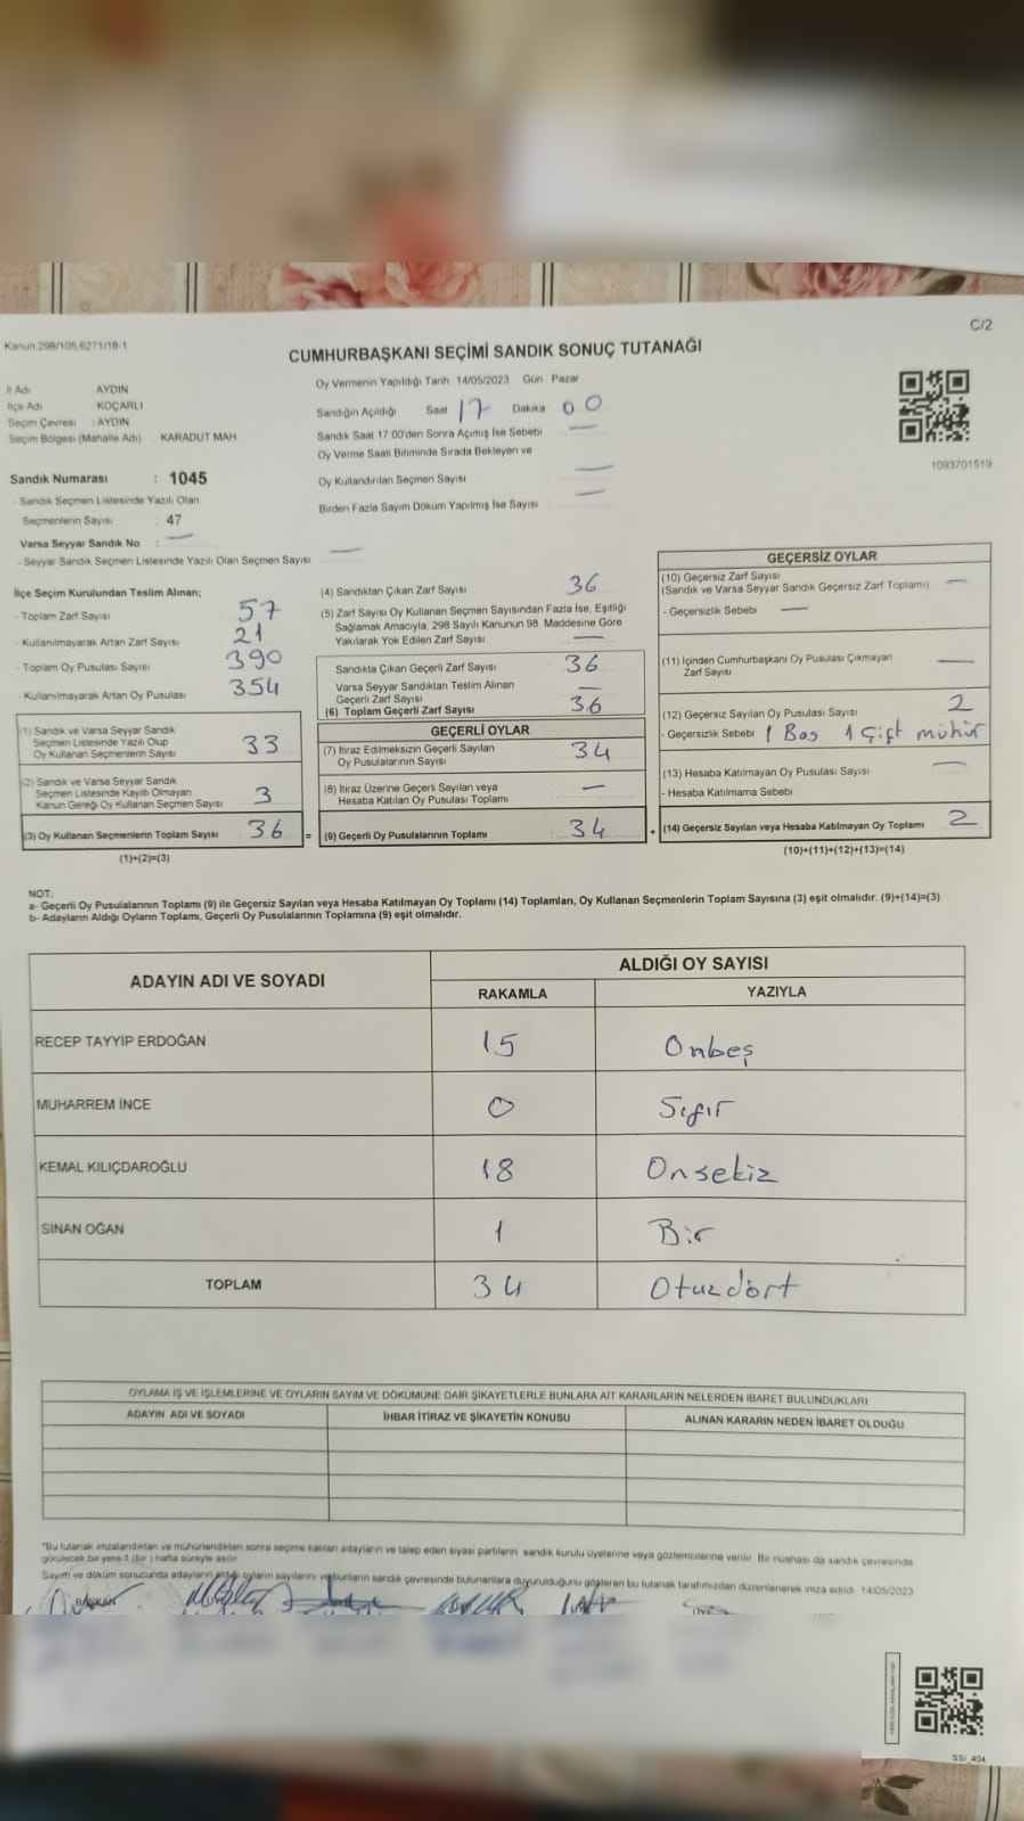 C/2
Kanun 298/105,6271/18-1
CUMHURBAŞKANI SEÇİMİ SANDIK SONUÇ TUTANAĞI
İl Adı AYDIN
İlçe Adı KOÇARLI
Seçim Çevresi : AYDIN
Seçim Bölgesi (Mahalle Adı) KARADUT MAH
Sandık Numarası : 1045
- Sandık Seçmen Listesinde Yazılı Olan
Seçmenlerin Sayısı : 47
Varsa Seyyar Sandık No : —
- Seyyar Sandık Seçmen Listesinde Yazılı Olan Seçmen Sayısı —
Oy Vermenin Yapıldığı Tarih 14/05/2023 Gün Pazar
Sandığın Açıldığı Saat 17 Dakika 00
Sandık Saat 17:00'den Sonra Açılmış İse Sebebi —
Oy Verme Saati Bitiminde Sırada Bekleyen ve
Oy Kullandırılan Seçmen Sayısı —
Birden Fazla Sayım Döküm Yapılmış İse Sayısı —
1093701519
İlçe Seçim Kurulundan Teslim Alınan;
- Toplam Zarf Sayısı 57
- Kullanılmayarak Artan Zarf Sayısı 21
- Toplam Oy Pusulası Sayısı 390
- Kullanılmayarak Artan Oy Pusulası 354
(1) Sandık ve Varsa Seyyar Sandık
Seçmen Listesinde Yazılı Olup
Oy Kullanan Seçmenlerin Sayısı 33
(2) Sandık ve Varsa Seyyar Sandık
Seçmen Listesinde Kayıtlı Olmayan
Kanun Gereği Oy Kullanan Seçmen Sayısı 3
(3) Oy Kullanan Seçmenlerin Toplam Sayısı 36
(1)+(2)=(3)
(4) Sandıktan Çıkan Zarf Sayısı 36
(5) Zarf Sayısı Oy Kullanan Seçmen Sayısından Fazla İse, Eşitliği
Sağlamak Amacıyla, 298 Sayılı Kanunun 98. Maddesine Göre
Yakılarak Yok Edilen Zarf Sayısı —
Sandıkta Çıkan Geçerli Zarf Sayısı 36
Varsa Seyyar Sandıktan Teslim Alınan
Geçerli Zarf Sayısı —
(6) Toplam Geçerli Zarf Sayısı 36
GEÇERLİ OYLAR
(7) İtiraz Edilmeksizin Geçerli Sayılan
Oy Pusulalarının Sayısı 34
(8) İtiraz Üzerine Geçerli Sayılan veya
Hesaba Katılan Oy Pusulası Toplamı —
= (9) Geçerli Oy Pusulalarının Toplamı 34
GEÇERSİZ OYLAR
(10) Geçersiz Zarf Sayısı
(Sandık ve Varsa Seyyar Sandık Geçersiz Zarf Toplamı) —
- Geçersizlik Sebebi —
(11) İçinden Cumhurbaşkanı Oy Pusulası Çıkmayan
Zarf Sayısı —
(12) Geçersiz Sayılan Oy Pusulası Sayısı 2
- Geçersizlik Sebebi 1 Boş 1 Çift mühür
(13) Hesaba Katılmayan Oy Pusulası Sayısı —
- Hesaba Katılmama Sebebi
+ (14) Geçersiz Sayılan veya Hesaba Katılmayan Oy Toplamı 2
(10)+(11)+(12)+(13)=(14)
NOT:
a- Geçerli Oy Pusulalarının Toplamı (9) ile Geçersiz Sayılan veya Hesaba Katılmayan Oy Toplamı (14) Toplamları, Oy Kullanan Seçmenlerin Toplam Sayısına (3) eşit olmalıdır. (9)+(14)=(3)
b- Adayların Aldığı Oyların Toplamı, Geçerli Oy Pusulalarının Toplamına (9) eşit olmalıdır.
ADAYIN ADI VE SOYADI ALDIĞI OY SAYISI
RAKAMLA YAZIYLA
RECEP TAYYİP ERDOĞAN 15 Onbeş
MUHARREM İNCE 0 Sıfır
KEMAL KILIÇDAROĞLU 18 Onsekiz
SİNAN OĞAN 1 Bir
TOPLAM 34 Otuzdört
OYLAMA İŞ VE İŞLEMLERİNE VE OYLARIN SAYIM VE DÖKÜMÜNE DAİR ŞİKAYETLERLE BUNLARA AİT KARARLARIN NELERDEN İBARET BULUNDUKLARI
ADAYIN ADI VE SOYADI İHBAR İTİRAZ VE ŞİKAYETİN KONUSU ALINAN KARARIN NEDEN İBARET OLDUĞU
*Bu tutanak imzalandıktan ve mühürlendikten sonra seçime katılan adayların ve talep eden siyasi partilerin sandık kurulu üyelerine veya gözlemcilerine verilir. Bir nüshası da sandık çevresinde
görülecek bir yere 1 (bir) hafta süreyle asılır.
Sayım ve döküm sonucunda adayların aldığı oyların sayılarını ve bunların sandık çevresinde bulunanlara duyurulduğunu gösteren bu tutanak tarafımızdan düzenlenerek imza edildi. 14/05/2023
SSI_404